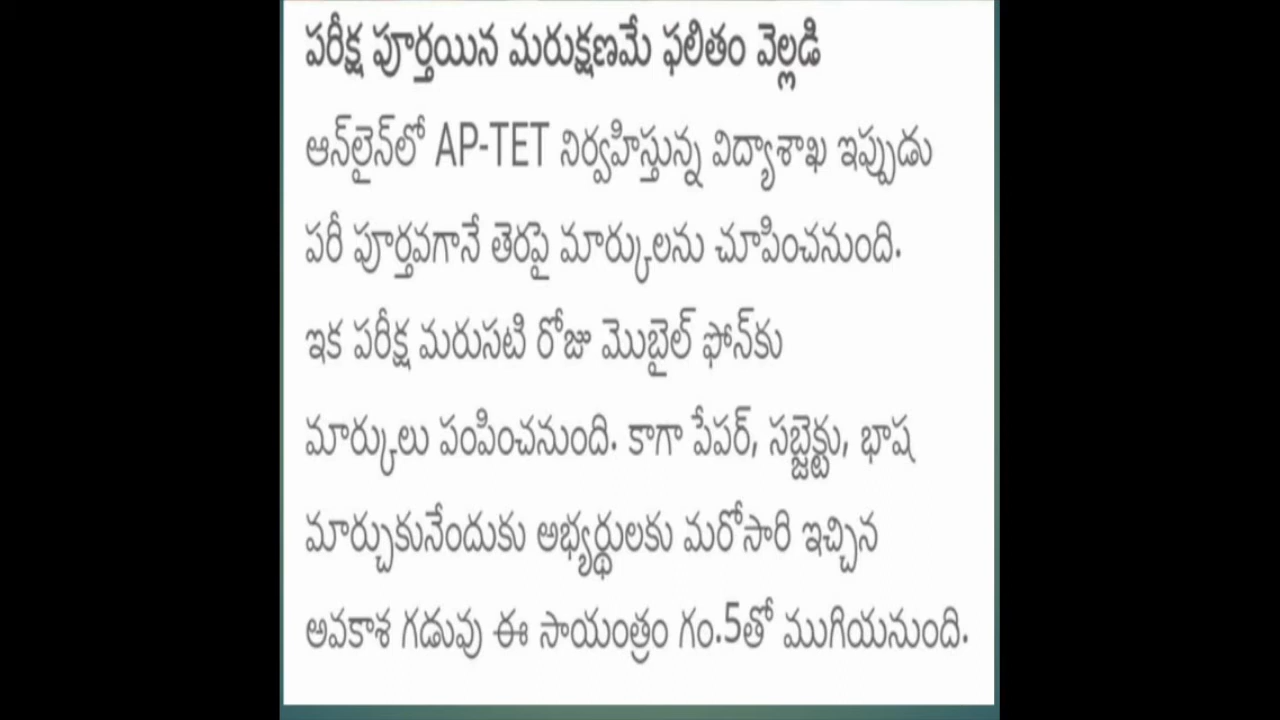 పరీక్ష పూర్తయిన మరుక్షణమే ఫలితం వెల్లడి
ఆన్‌లైన్‌లో AP-TET నిర్వహిస్తున్న విద్యాశాఖ ఇప్పుడు
పరీ పూర్తవగానే తెరపై మార్కులను చూపించనుంది.
ఇక పరీక్ష మరుసటి రోజు మొబైల్ ఫోన్‌కు
మార్కులు పంపించనుంది. కాగా పేపర్, సబ్జెక్టు, భాష
మార్చుకునేందుకు అభ్యర్థులకు మరోసారి ఇచ్చిన
అవకాశ గడువు ఈ సాయంత్రం గం.5తో ముగియనుంది.